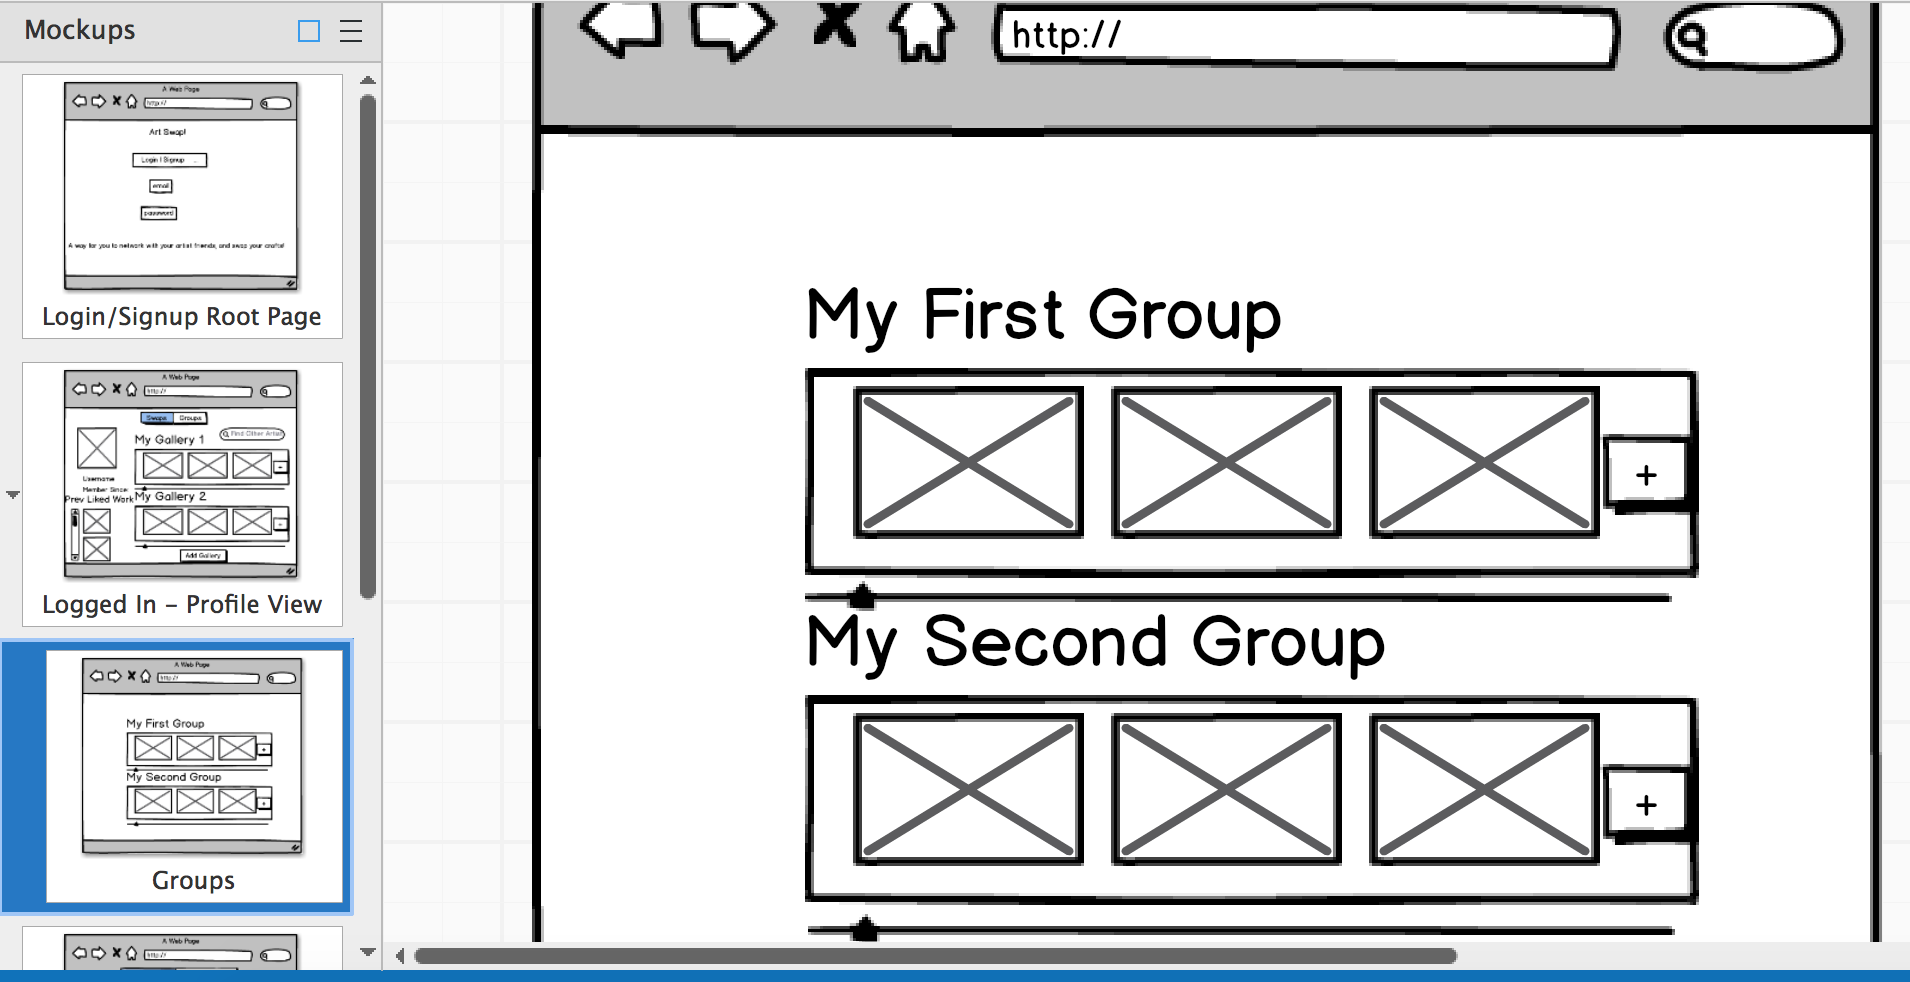 Mockups
A Web Page
http://
Art Swap!
Login | Signup
email
password
A way for you to network with your artist friends, and swap your crafts!
Login/Signup Root Page
A Web Page
http://
Swaps Groups
My Gallery 1
Find Other Artis
Username
Member Since:
Prev Liked Work
My Gallery 2
Add Gallery
Logged In – Profile View
A Web Page
http://
My First Group
+
My Second Group
+
Groups
A Web Page
http://
http://
My First Group
+
My Second Group
+